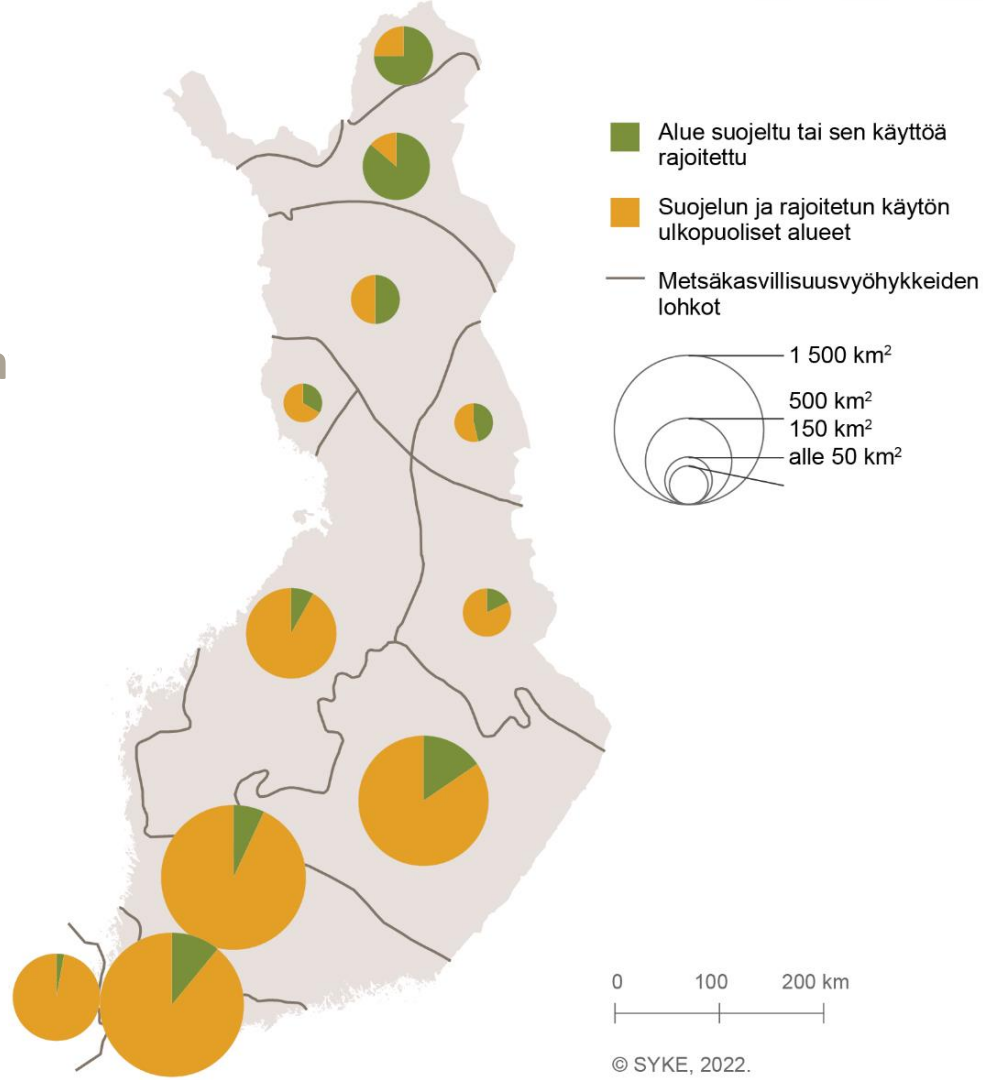 Alue suojeltu tai sen käyttöä
rajoitettu
Suojelun ja rajoitetun käytön
ulkopuoliset alueet
Metsäkasvillisuusvyöhykkeiden
lohkot
1 500 km²
500 km²
150 km²
alle 50 km²
0 100 200 km
© SYKE, 2022.